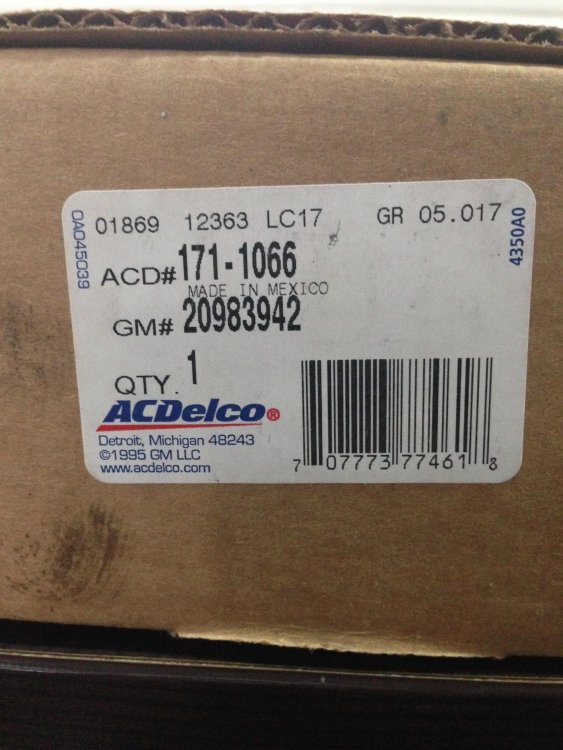 01869 12363 LC17 GR 05.017
OA045039
4350A0
ACD# 171-1066
MADE IN MEXICO
GM# 20983942
QTY. 1
ACDelco®
Detroit, Michigan 48243
©1995 GM LLC
www.acdelco.com
7 07773 77461 8